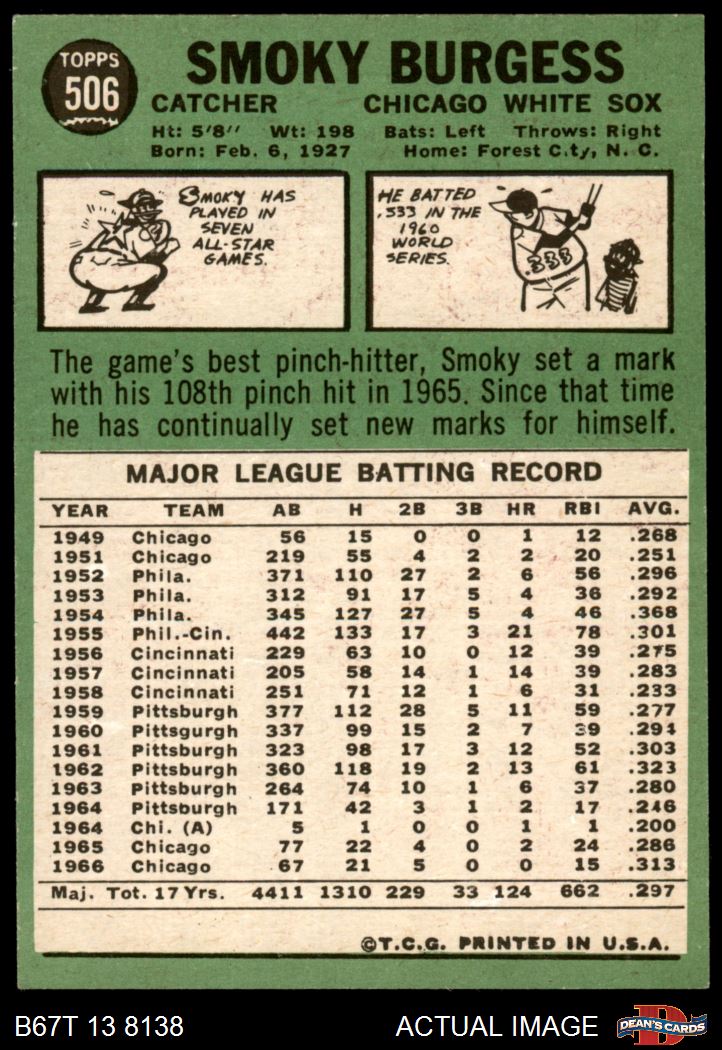 TOPPS
506
SMOKY BURGESS
CATCHER CHICAGO WHITE SOX
Ht: 5'8'' Wt: 198 Bats: Left Throws: Right
Born: Feb. 6, 1927 Home: Forest City, N. C.
SMOKY HAS
PLAYED IN
SEVEN
ALL-STAR
GAMES.
HE BATTED
.533 IN THE
1960
WORLD
SERIES.
.333
The game's best pinch-hitter, Smoky set a mark
with his 108th pinch hit in 1965. Since that time
he has continually set new marks for himself.
MAJOR LEAGUE BATTING RECORD
YEAR TEAM AB H 2B 3B HR RBI AVG.
1949 Chicago 56 15 0 0 1 12 .268
1951 Chicago 219 55 4 2 2 20 .251
1952 Phila. 371 110 27 2 6 56 .296
1953 Phila. 312 91 17 5 4 36 .292
1954 Phila. 345 127 27 5 4 46 .368
1955 Phil.-Cin. 442 133 17 3 21 78 .301
1956 Cincinnati 229 63 10 0 12 39 .275
1957 Cincinnati 205 58 14 1 14 39 .283
1958 Cincinnati 251 71 12 1 6 31 .233
1959 Pittsburgh 377 112 28 5 11 59 .277
1960 Pittsgurgh 337 99 15 2 7 39 .294
1961 Pittsburgh 323 98 17 3 12 52 .303
1962 Pittsburgh 360 118 19 2 13 61 .323
1963 Pittsburgh 264 74 10 1 6 37 .280
1964 Pittsburgh 171 42 3 1 2 17 .246
1964 Chi. (A) 5 1 0 0 1 1 .200
1965 Chicago 77 22 4 0 2 24 .286
1966 Chicago 67 21 5 0 0 15 .313
Maj. Tot. 17 Yrs. 4411 1310 229 33 124 662 .297
©T.C.G. PRINTED IN U.S.A.
B67T 13 8138 ACTUAL IMAGE
D
DEAN'S CARDS